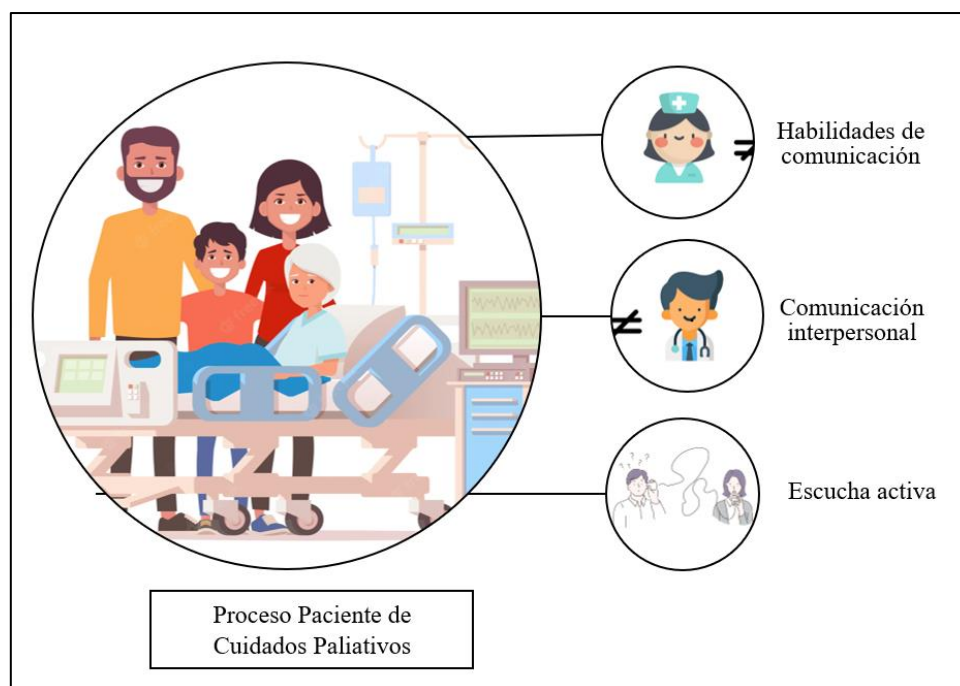 Habilidades de
comunicación
≠
Comunicación
interpersonal
≠
Escucha activa
????
Proceso Paciente de
Cuidados Paliativos